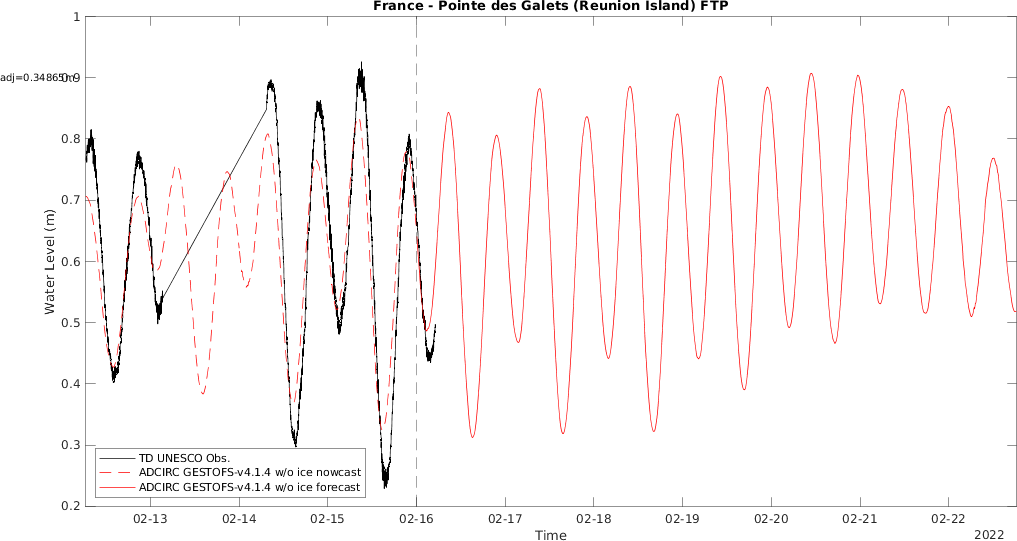 France - Pointe des Galets (Reunion Island) FTP
1
adj=0.34865m
0.9
0.8
0.7
0.6
0.5
0.4
0.3
0.2
Water Level (m)
TD UNESCO Obs.
ADCIRC GESTOFS-v4.1.4 w/o ice nowcast
ADCIRC GESTOFS-v4.1.4 w/o ice forecast
02-13 02-14 02-15 02-16 02-17 02-18 02-19 02-20 02-21 02-22
Time
2022